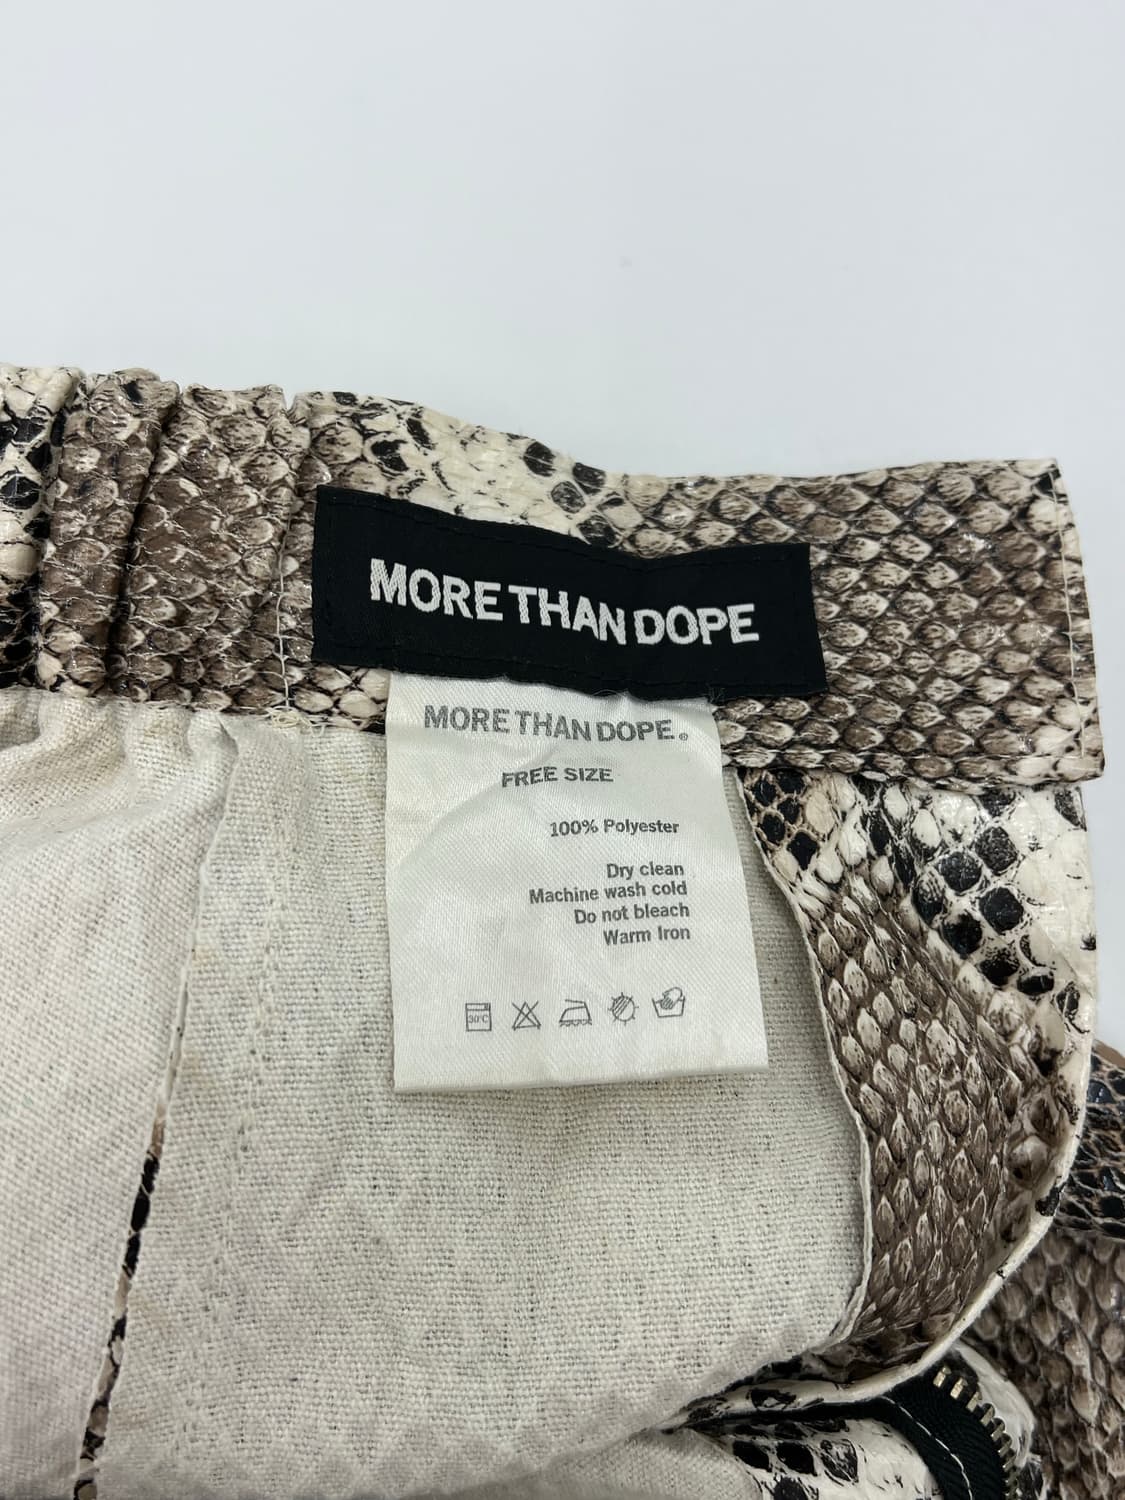 MORE THAN DOPE
MORE THAN DOPE®
FREE SIZE
100% Polyester
Dry clean
Machine wash cold
Do not bleach
Warm Iron
30°C